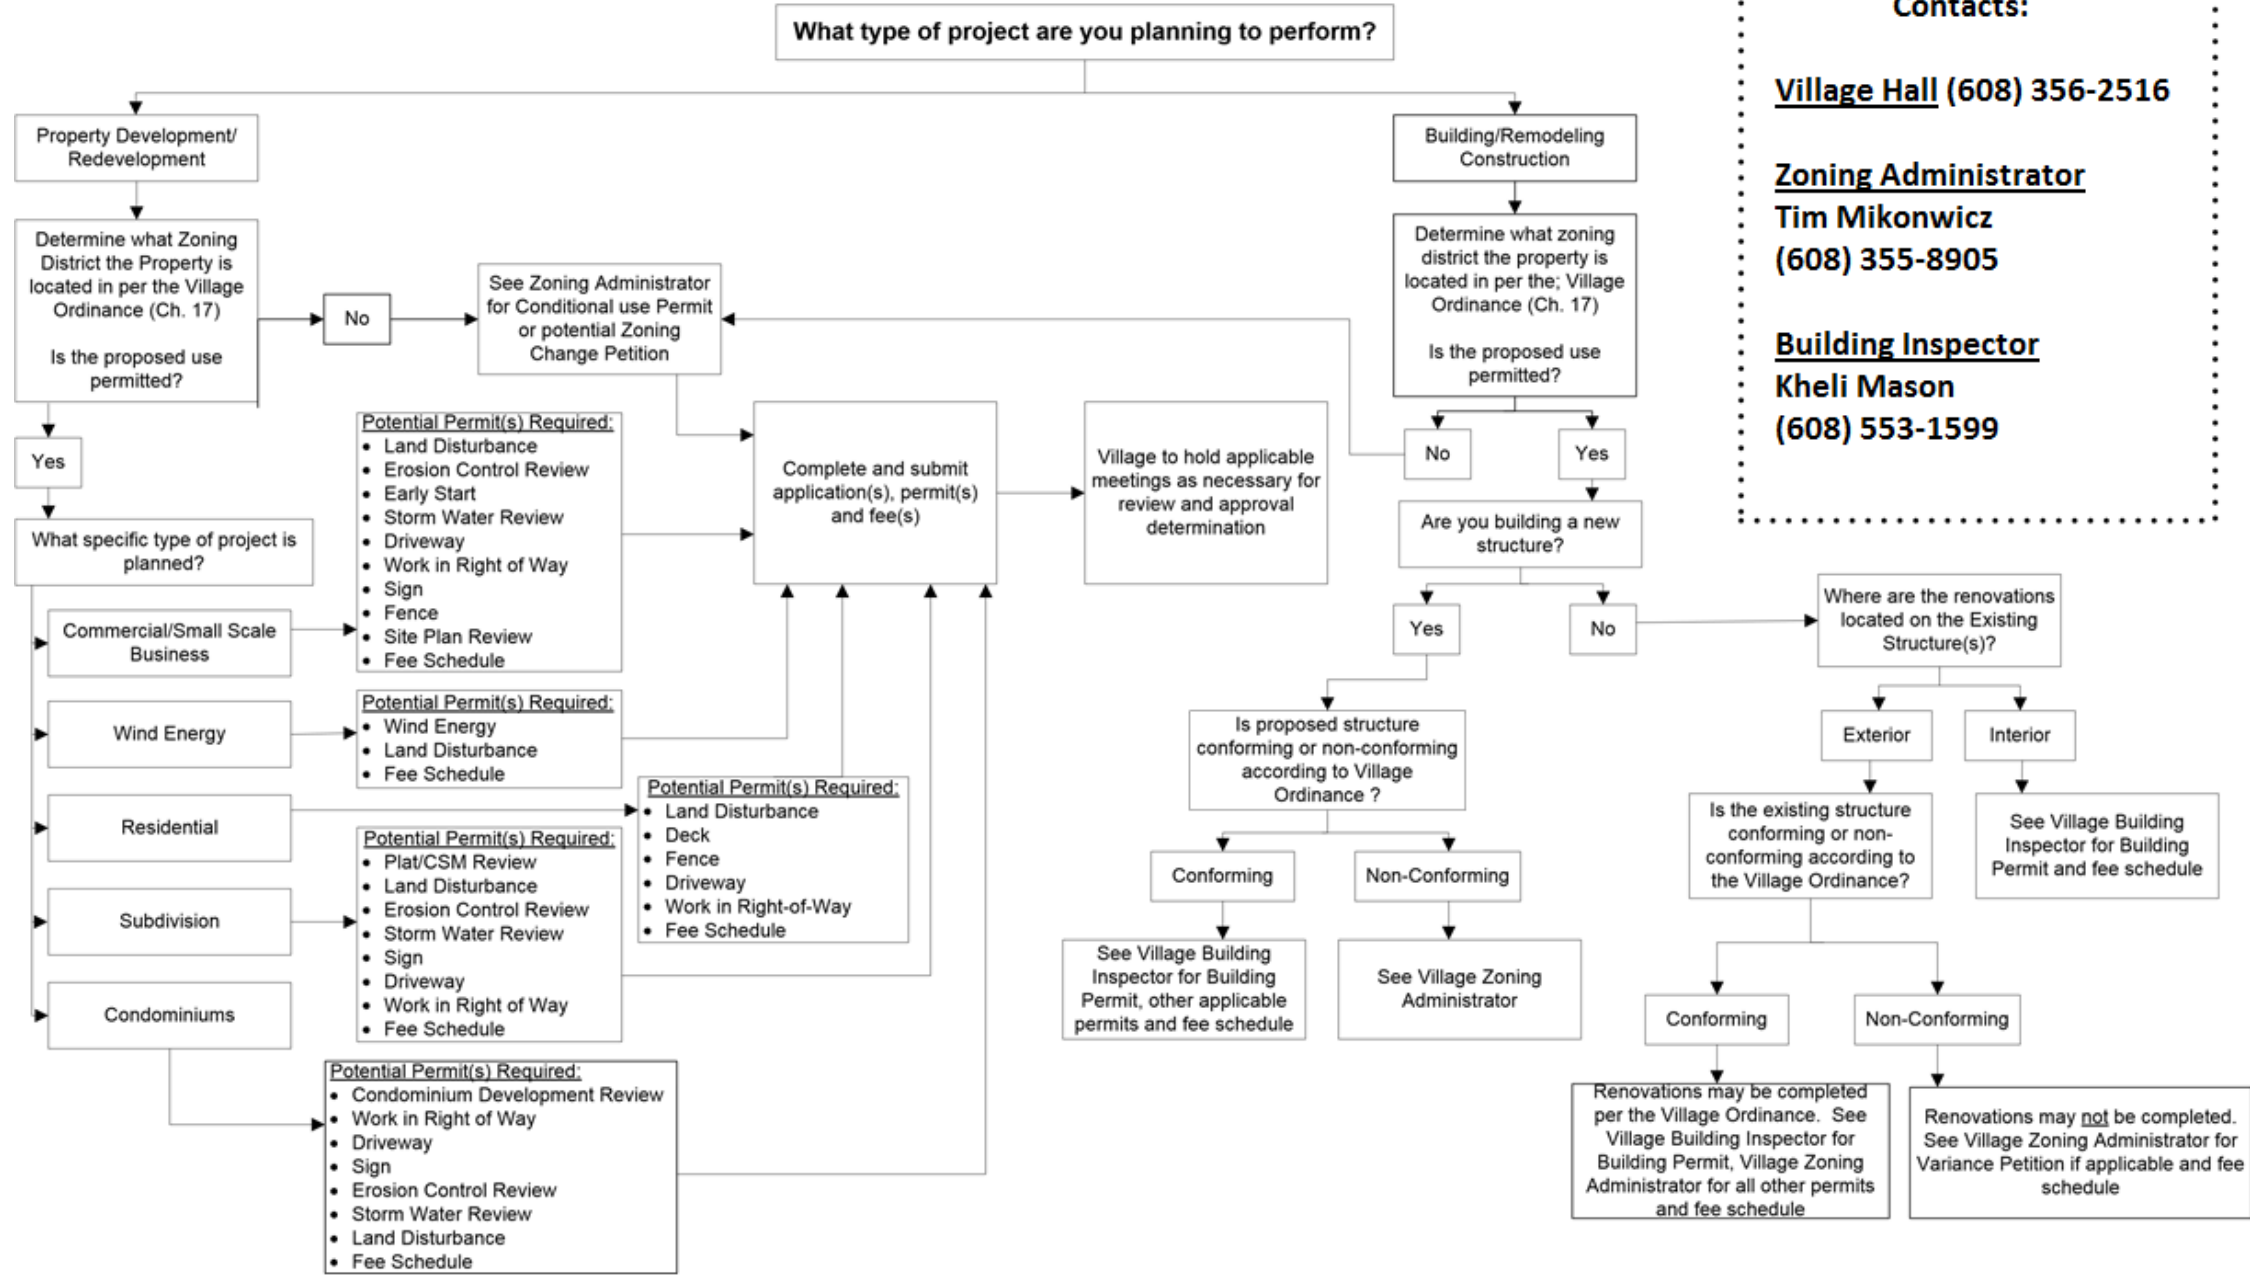 What type of project are you planning to perform?
Contacts:
Village Hall (608) 356-2516
Zoning Administrator
Tim Mikonwicz
(608) 355-8905
Building Inspector
Kheli Mason
(608) 553-1599
Property Development/
Redevelopment
Determine what Zoning
District the Property is
located in per the Village
Ordinance (Ch. 17)
Is the proposed use
permitted?
No
See Zoning Administrator
for Conditional use Permit
or potential Zoning
Change Petition
Yes
What specific type of project is
planned?
Commercial/Small Scale
Business
Potential Permit(s) Required:
• Land Disturbance
• Erosion Control Review
• Early Start
• Storm Water Review
• Driveway
• Work in Right of Way
• Sign
• Fence
• Site Plan Review
• Fee Schedule
Wind Energy
Potential Permit(s) Required:
• Wind Energy
• Land Disturbance
• Fee Schedule
Residential
Potential Permit(s) Required:
• Land Disturbance
• Deck
• Fence
• Driveway
• Work in Right-of-Way
• Fee Schedule
Subdivision
Potential Permit(s) Required:
• Plat/CSM Review
• Land Disturbance
• Erosion Control Review
• Storm Water Review
• Sign
• Driveway
• Work in Right of Way
• Fee Schedule
Condominiums
Potential Permit(s) Required:
• Condominium Development Review
• Work in Right of Way
• Driveway
• Sign
• Erosion Control Review
• Storm Water Review
• Land Disturbance
• Fee Schedule
Complete and submit
application(s), permit(s)
and fee(s)
Village to hold applicable
meetings as necessary for
review and approval
determination
Building/Remodeling
Construction
Determine what zoning
district the property is
located in per the; Village
Ordinance (Ch. 17)
Is the proposed use
permitted?
No
Yes
Are you building a new
structure?
Yes
No
Is proposed structure
conforming or non-conforming
according to Village
Ordinance ?
Conforming
Non-Conforming
See Village Building
Inspector for Building
Permit, other applicable
permits and fee schedule
See Village Zoning
Administrator
Where are the renovations
located on the Existing
Structure(s)?
Exterior
Interior
Is the existing structure
conforming or non-
conforming according to
the Village Ordinance?
See Village Building
Inspector for Building
Permit and fee schedule
Conforming
Non-Conforming
Renovations may be completed
per the Village Ordinance. See
Village Building Inspector for
Building Permit, Village Zoning
Administrator for all other permits
and fee schedule
Renovations may not be completed.
See Village Zoning Administrator for
Variance Petition if applicable and fee
schedule